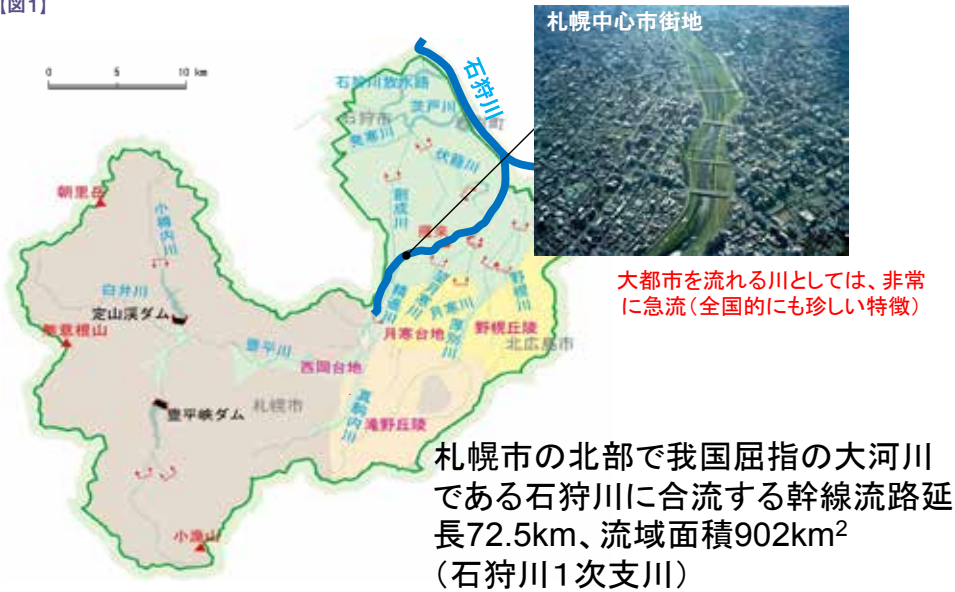 【図1】
札幌中心市街地
0 5 10 km
石狩川放水路
茨戸川
石狩川
石狩市
発寒川
伏籠川
朝里岳
小樽内川
創成川
雁来
白井川
定山渓ダム
無意根山
精進川
望月寒川
月寒川
厚別川
野幌川
月寒台地
野幌丘陵
北広島市
豊平川
西岡台地
豊平峡ダム
札幌市
真駒内川
滝野丘陵
小漁山
大都市を流れる川としては、非常
に急流(全国的にも珍しい特徴)
札幌市の北部で我国屈指の大河川
である石狩川に合流する幹線流路延
長72.5km、流域面積902km²
(石狩川1次支川)